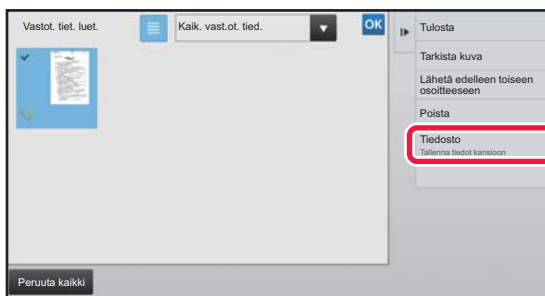 Vastot. tiet. luet.
Kaik. vast.ot. tied.
OK
Tulosta
Tarkista kuva
Lähetä edelleen toiseen
osoitteeseen
Poista
Tiedosto
Tallenna tiedot kansioon
Peruuta kaikki